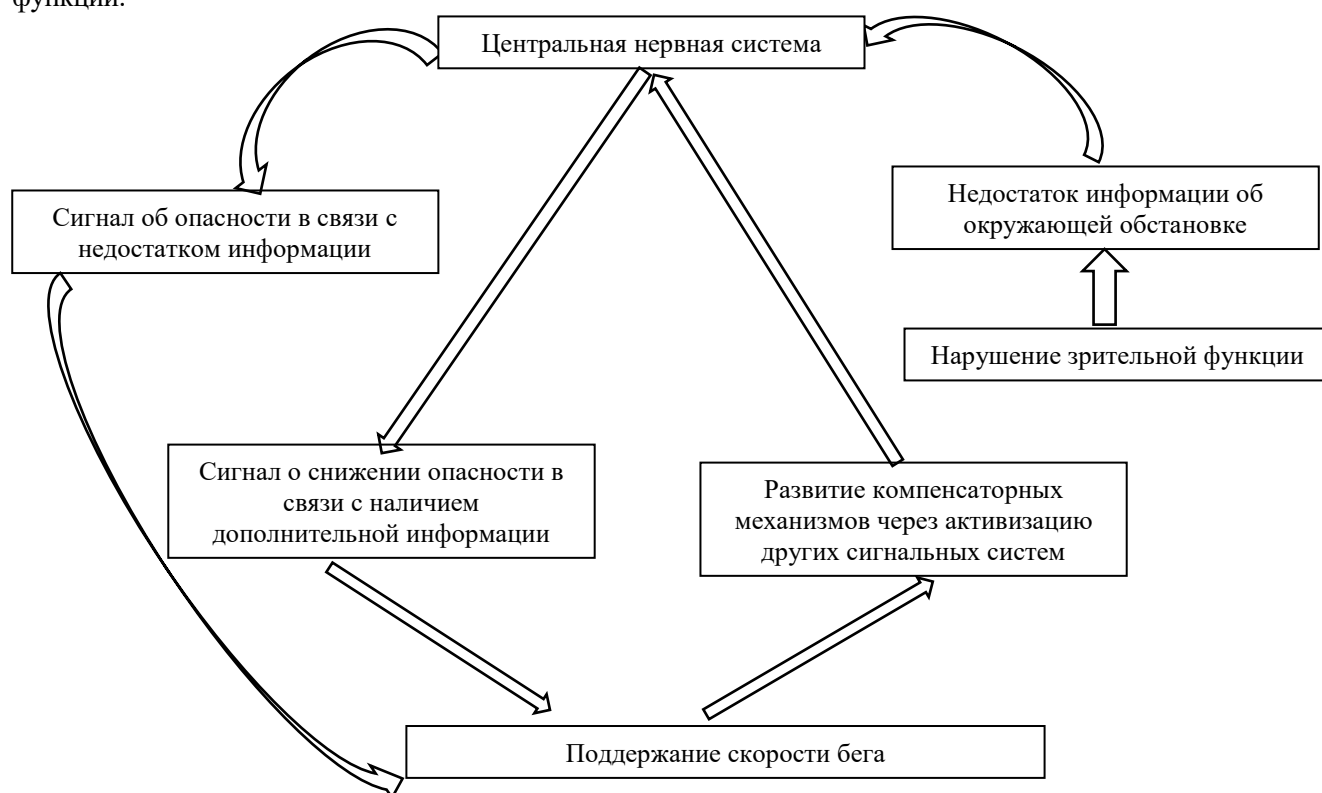 функции.
Центральная нервная система
Сигнал об опасности в связи с
недостатком информации
Недостаток информации об
окружающей обстановке
Нарушение зрительной функции
Сигнал о снижении опасности в
связи с наличием
дополнительной информации
Развитие компенсаторных
механизмов через активизацию
других сигнальных систем
Поддержание скорости бега